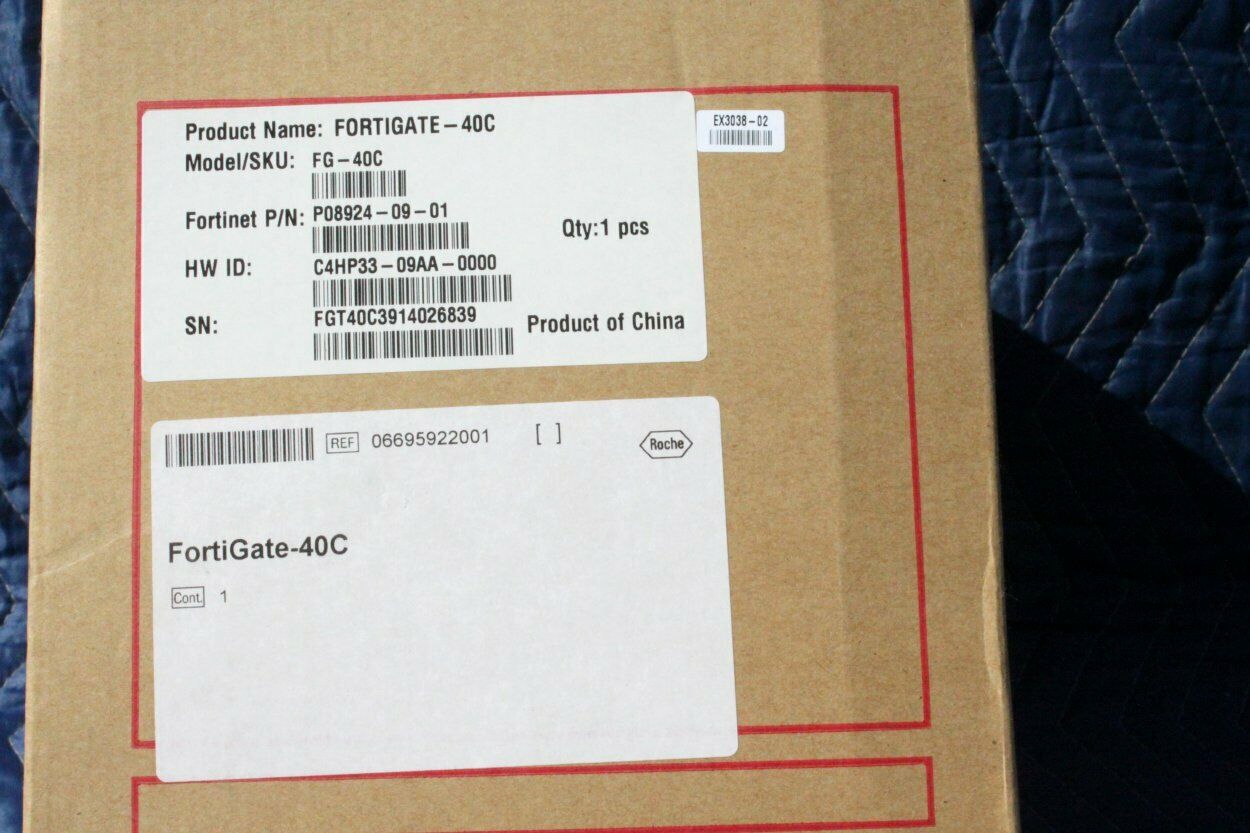 Product Name: FORTIGATE-40C
Model/SKU: FG-40C
Fortinet P/N: P08924-09-01
Qty:1 pcs
HW ID: C4HP33-09AA-0000
SN: FGT40C3914026839
Product of China
EX3038-02
REF 06695922001 [ ] Roche
FortiGate-40C
Cont. 1